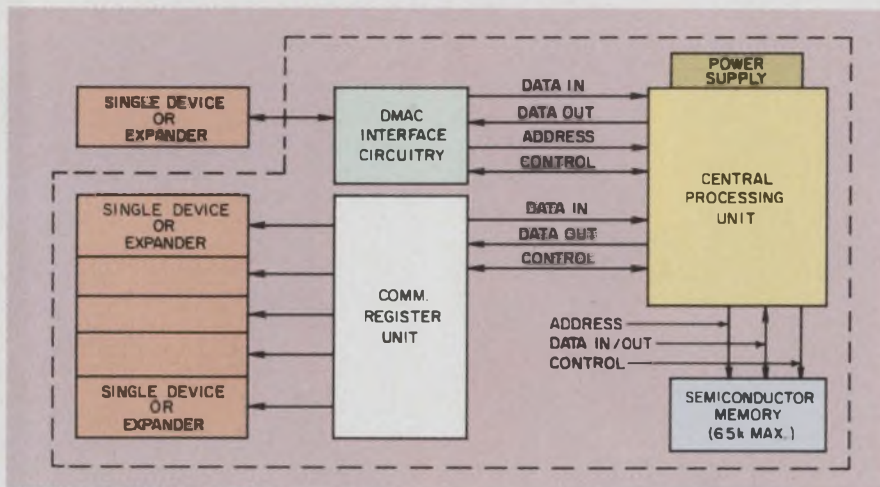 POWER
SUPPLY
SINGLE DEVICE
OR
EXPANDER
DMAC
INTERFACE
CIRCUITRY
DATA IN
DATA OUT
ADDRESS
CONTROL
CENTRAL
PROCESSING
UNIT
SINGLE DEVICE
OR
EXPANDER
SINGLE DEVICE
OR
EXPANDER
COMM.
REGISTER
UNIT
DATA IN
DATA OUT
CONTROL
ADDRESS
DATA IN/OUT
CONTROL
SEMICONDUCTOR
MEMORY
(65k MAX.)